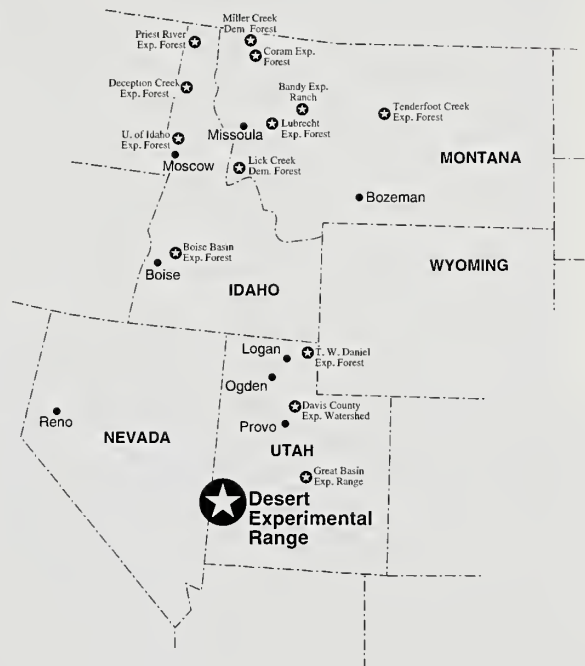 Miller Creek
Dem. Forest
Priest River
Exp. Forest
Coram Exp.
Forest
Deception Creek
Exp. Forest
Bandy Exp.
Ranch
Tenderfoot Creek
Exp. Forest
Lubrecht
Exp. Forest
Missoula
U. of Idaho
Exp. Forest
Moscow
Lick Creek
Dem. Forest
MONTANA
Bozeman
Boise Basin
Exp. Forest
Boise
WYOMING
IDAHO
Logan
T. W. Daniel
Exp. Forest
Ogden
Davis County
Exp. Watershed
Reno
Provo
NEVADA
UTAH
Great Basin
Exp. Range
Desert
Experimental
Range